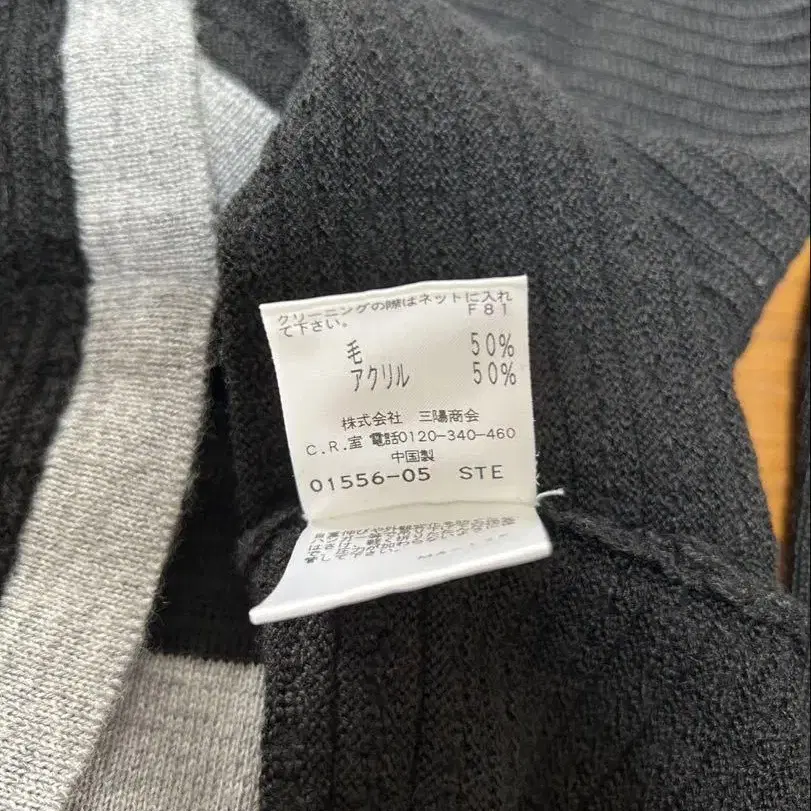 クリーニングの際はネットに入れ
て下さい。 F81
毛 50%
アクリル 50%
株式会社 三陽商会
C.R.室 電話0120-340-460
中国製
01556-05 STE